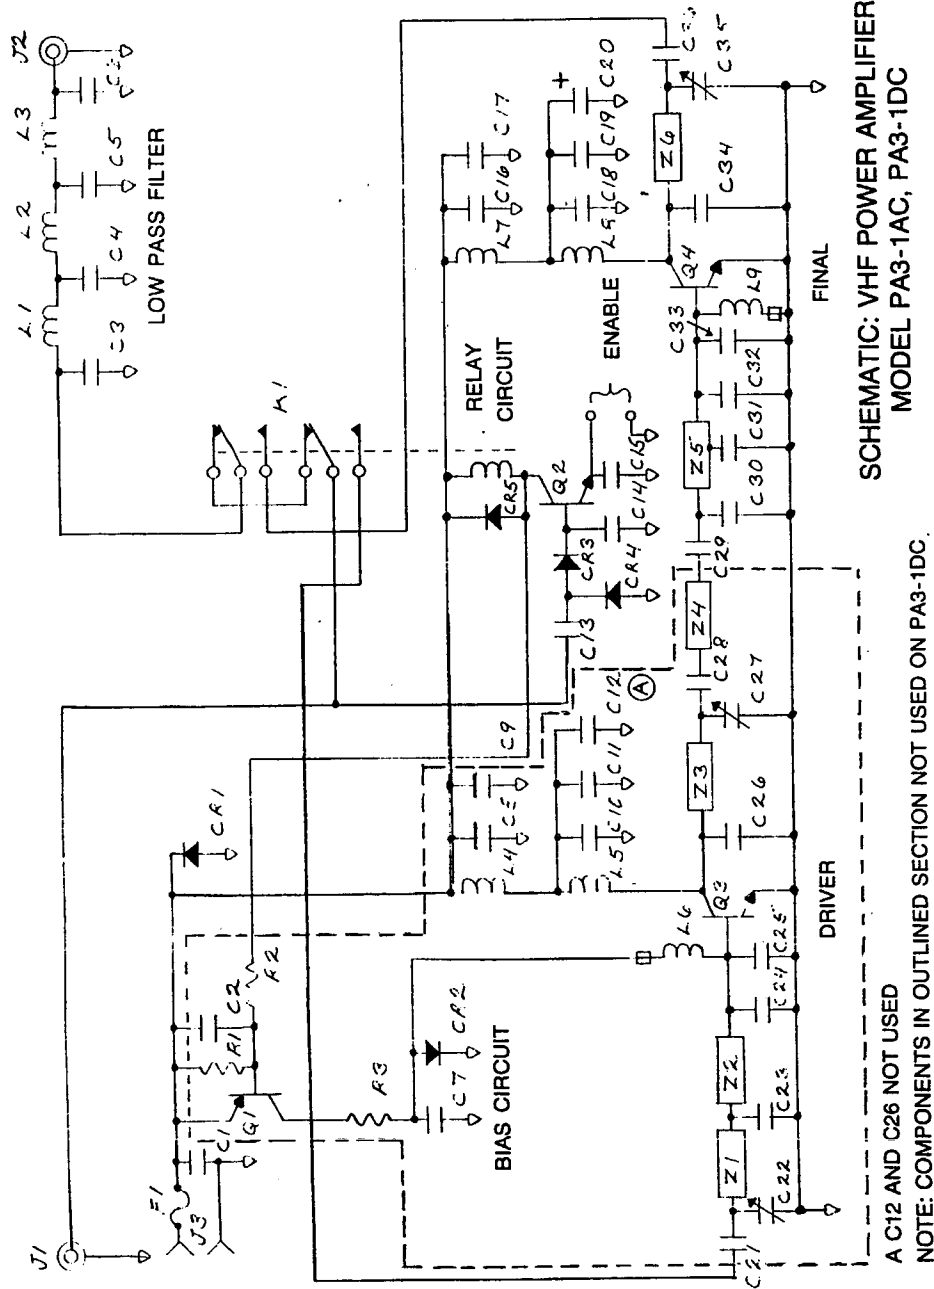 J2
L3
C5
L2
C4
L1
C3
LOW PASS FILTER
C35
Z6
C34
C20
C19
C18
C17
C16
L7
Q4
L9
C33
C32
C31
Z5
C30
C29
FINAL
ENABLE
RELAY
CIRCUIT
K1
CR5
Q2
C15
C14
CR3
CR4
C13
Z4
C28
C27
A
C12
C11
C10
C9
L4
L5
Z3
C26
Q3
L6
C25
C24
DRIVER
CR1
R2
C2
R1
Q1
C1
F1
J3
J1
R3
CR2
C7
BIAS CIRCUIT
Z2
C23
Z1
C22
C21
A C12 AND C26 NOT USED
NOTE: COMPONENTS IN OUTLINED SECTION NOT USED ON PA3-1DC.
SCHEMATIC: VHF POWER AMPLIFIER
MODEL PA3-1AC, PA3-1DC